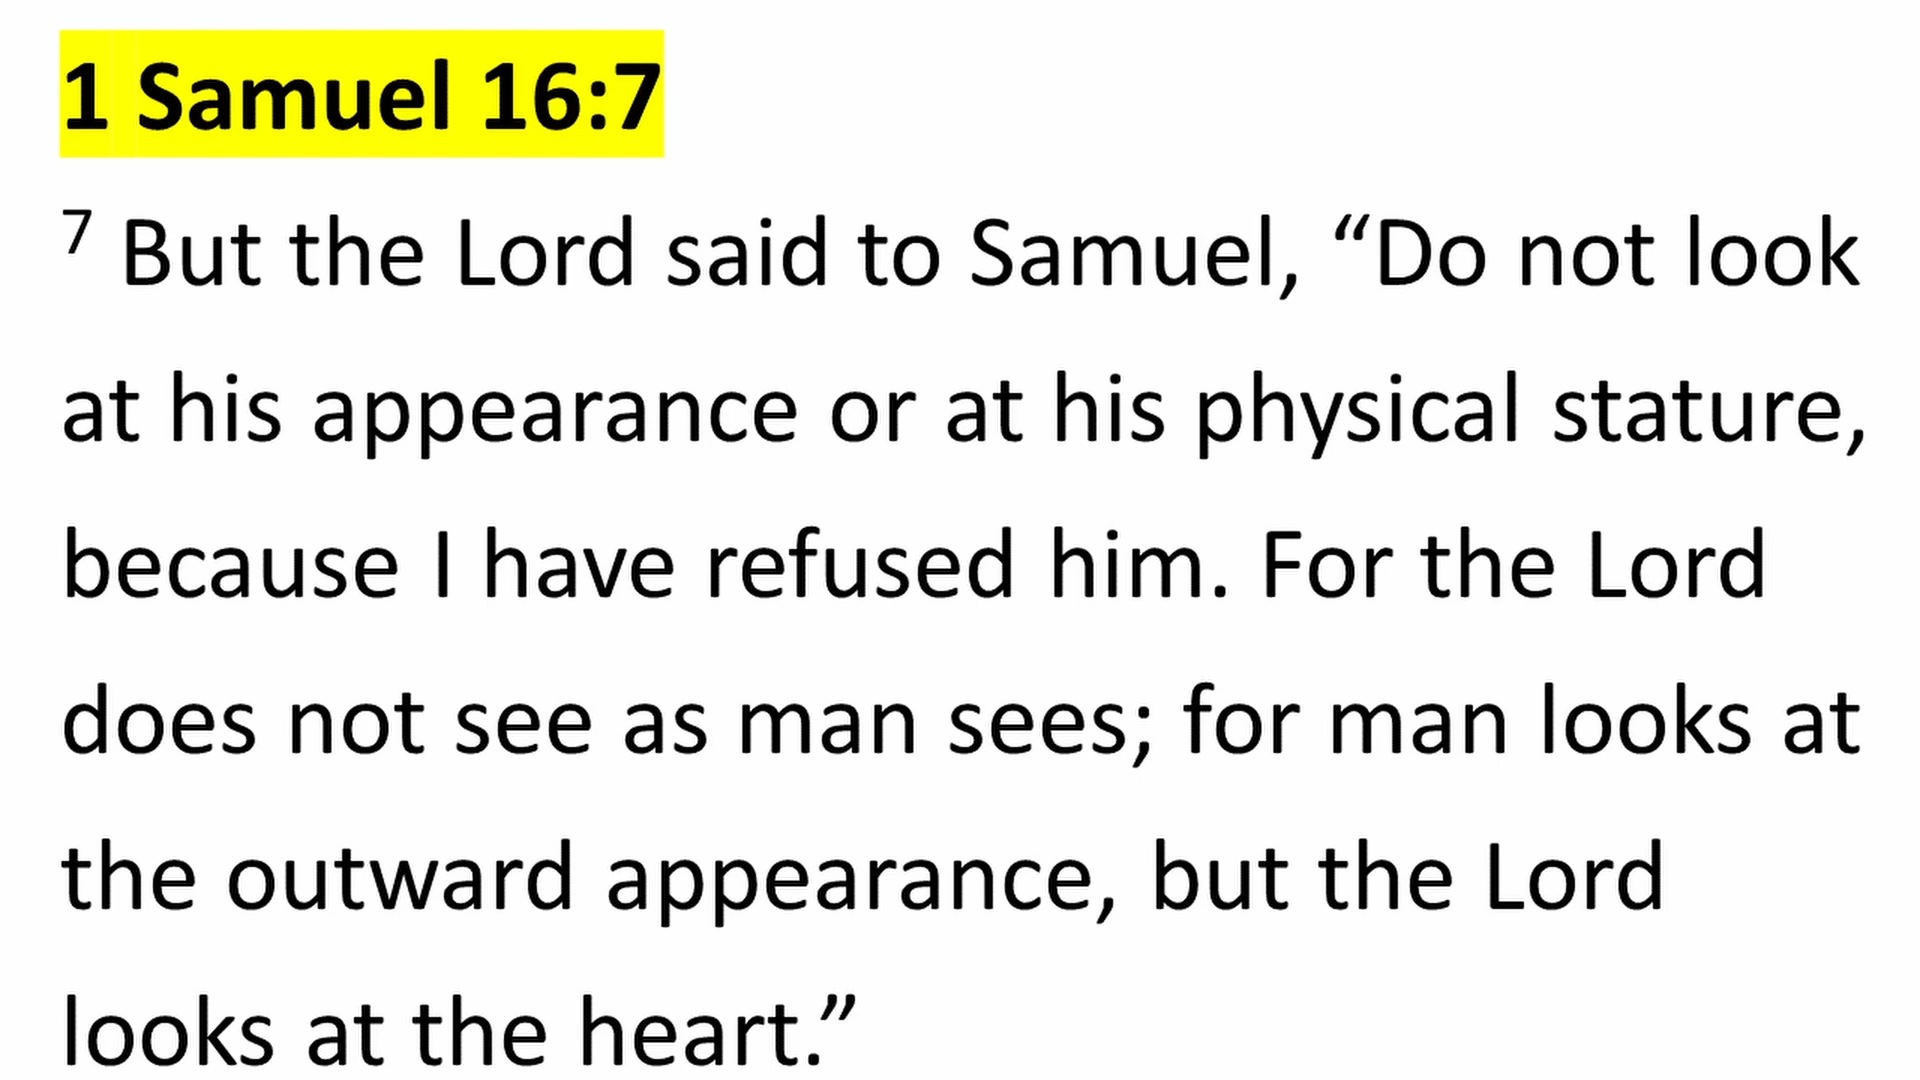 1 Samuel 16:7
7 But the Lord said to Samuel, “Do not look
at his appearance or at his physical stature,
because I have refused him. For the Lord
does not see as man sees; for man looks at
the outward appearance, but the Lord
looks at the heart.”